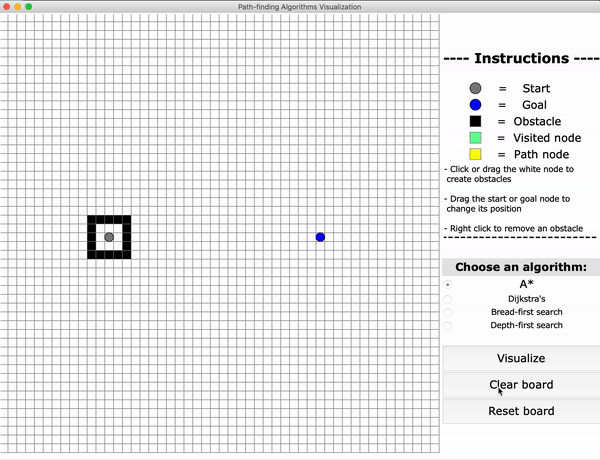 Path-finding Algorithms Visualization
---- Instructions ----
= Start
= Goal
= Obstacle
= Visited node
= Path node
- Click or drag the white node to
create obstacles
- Drag the start or goal node to
change its position
- Right click to remove an obstacle
Choose an algorithm:
A*
Dijkstra's
Bread-first search
Depth-first search
Visualize
Clear board
Reset board